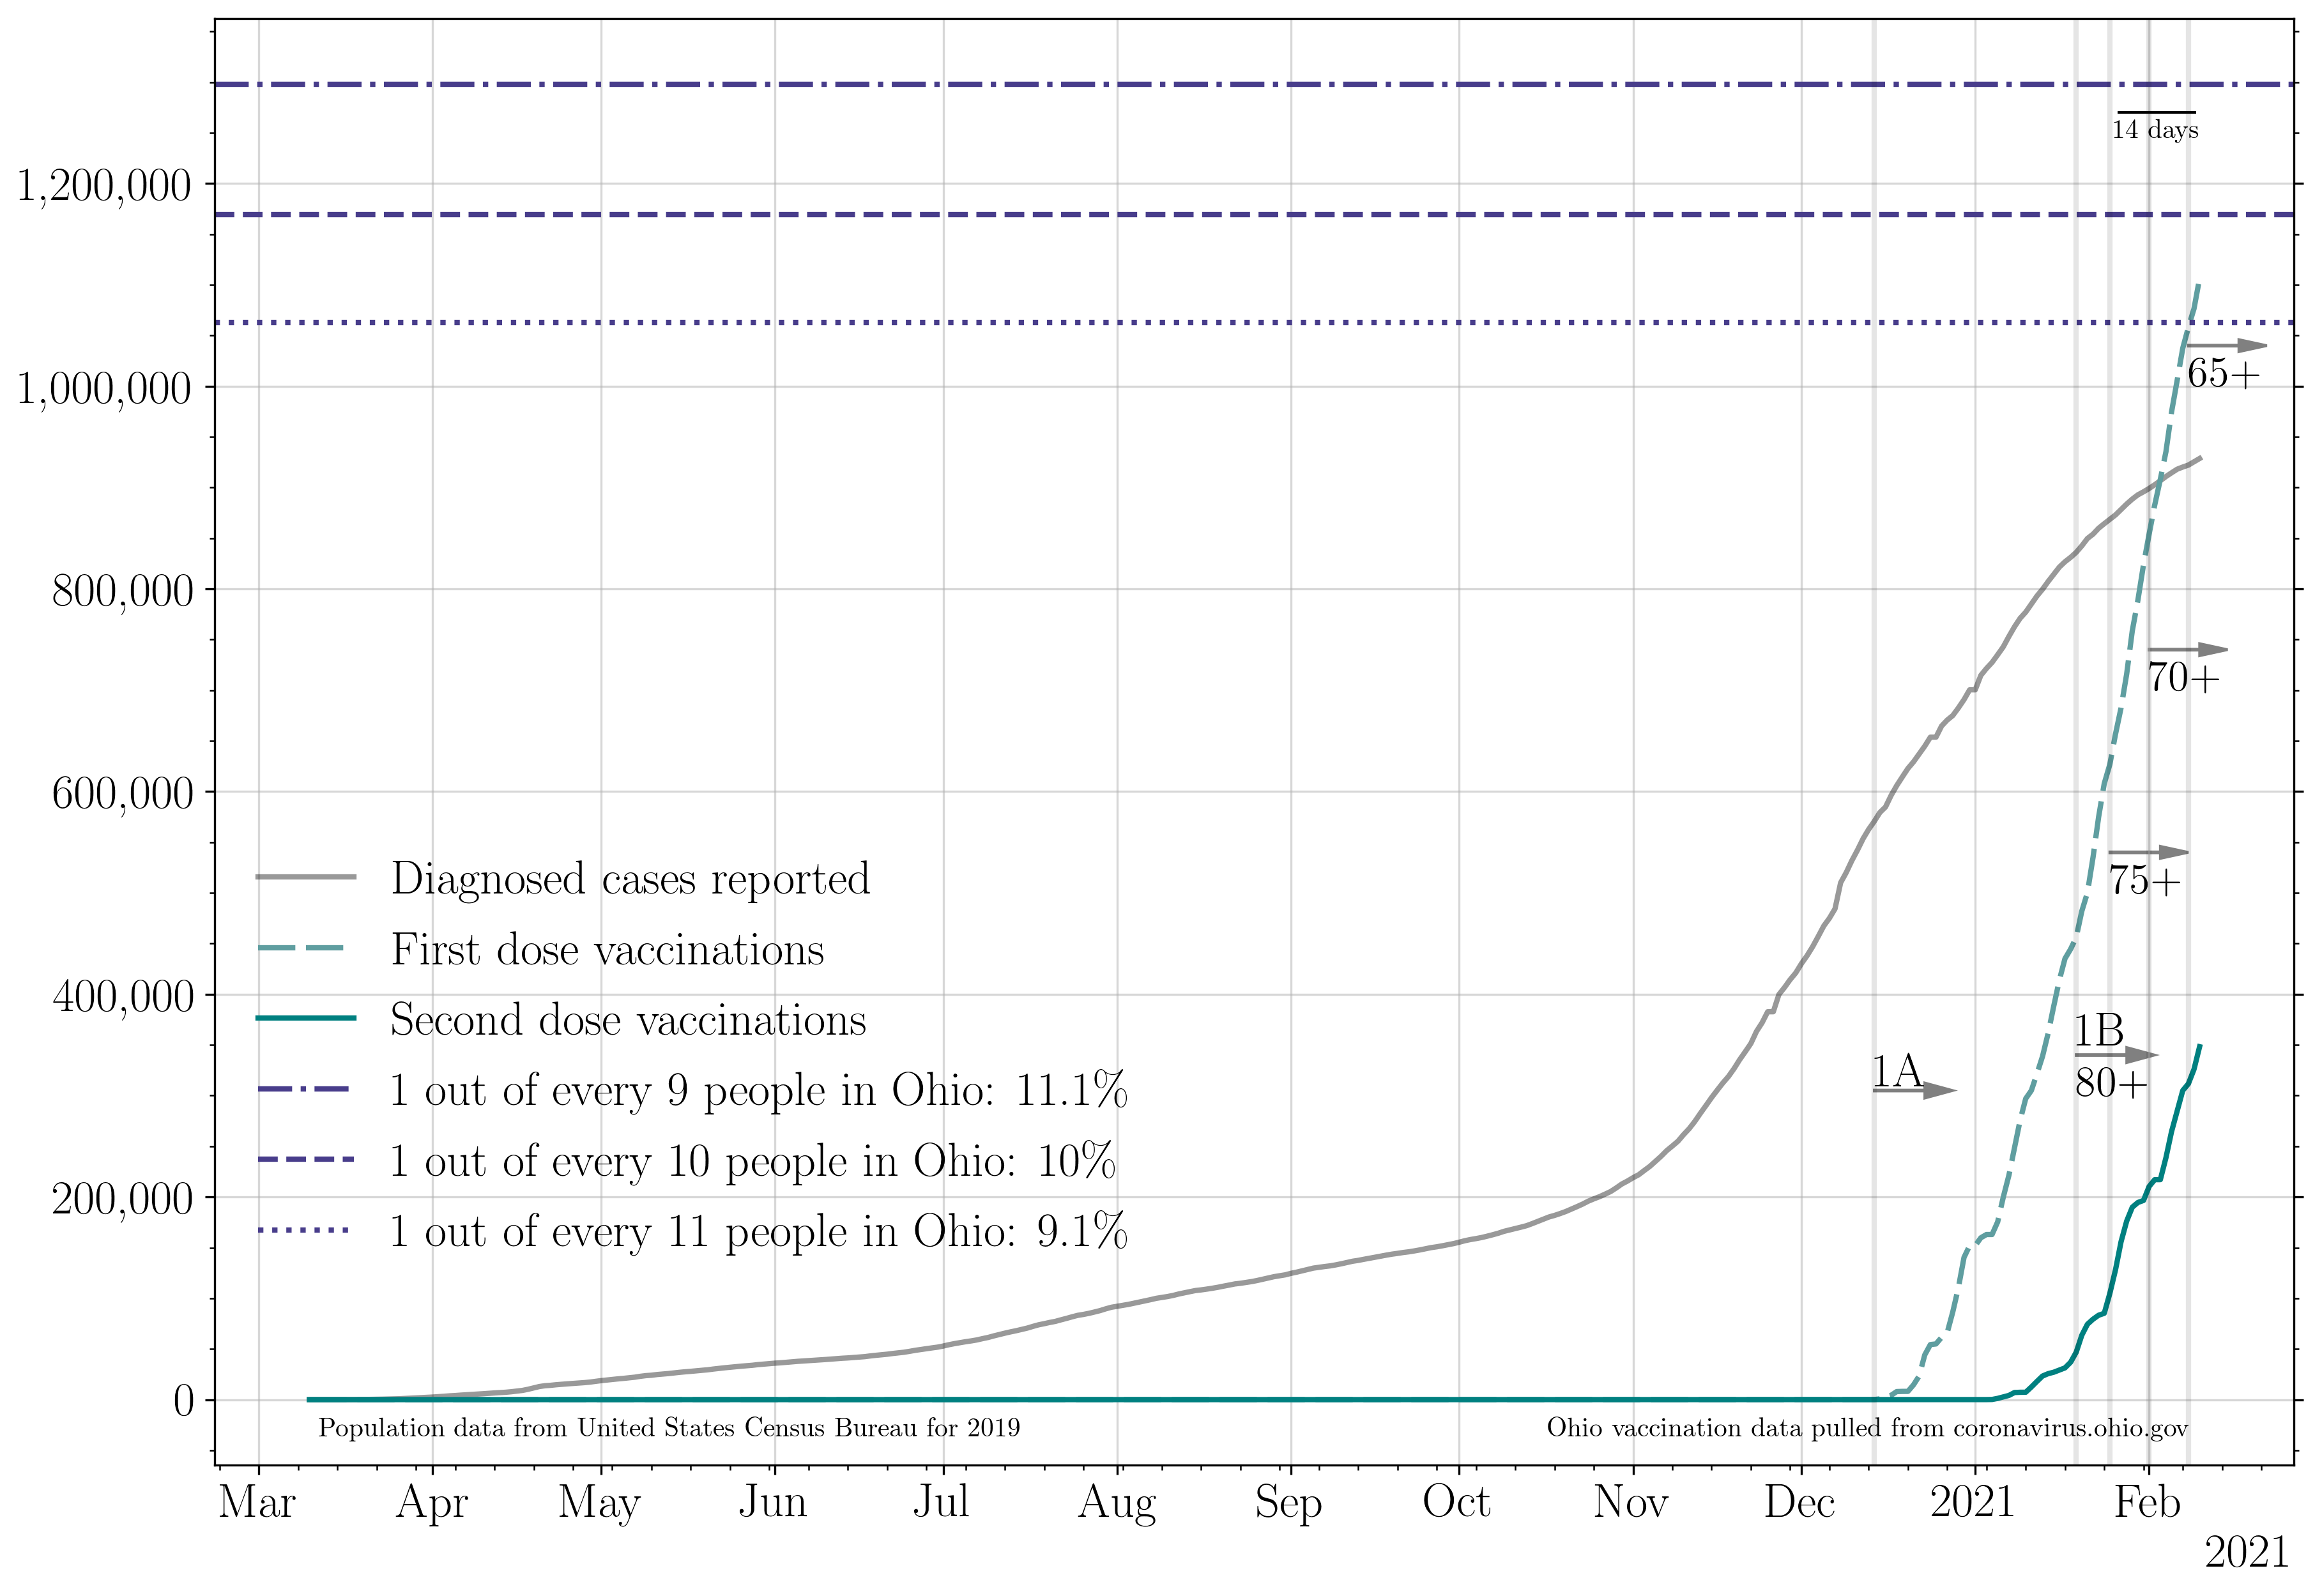 14 days
1,200,000
1,000,000
65+
800,000
70+
600,000
75+
Diagnosed cases reported
First dose vaccinations
400,000
Second dose vaccinations
1B
1A
80+
1 out of every 9 people in Ohio: 11.1%
1 out of every 10 people in Ohio: 10%
200,000
1 out of every 11 people in Ohio: 9.1%
0
Population data from United States Census Bureau for 2019
Ohio vaccination data pulled from coronavirus.ohio.gov
Mar Apr May Jun Jul Aug Sep Oct Nov Dec 2021 Feb
2021